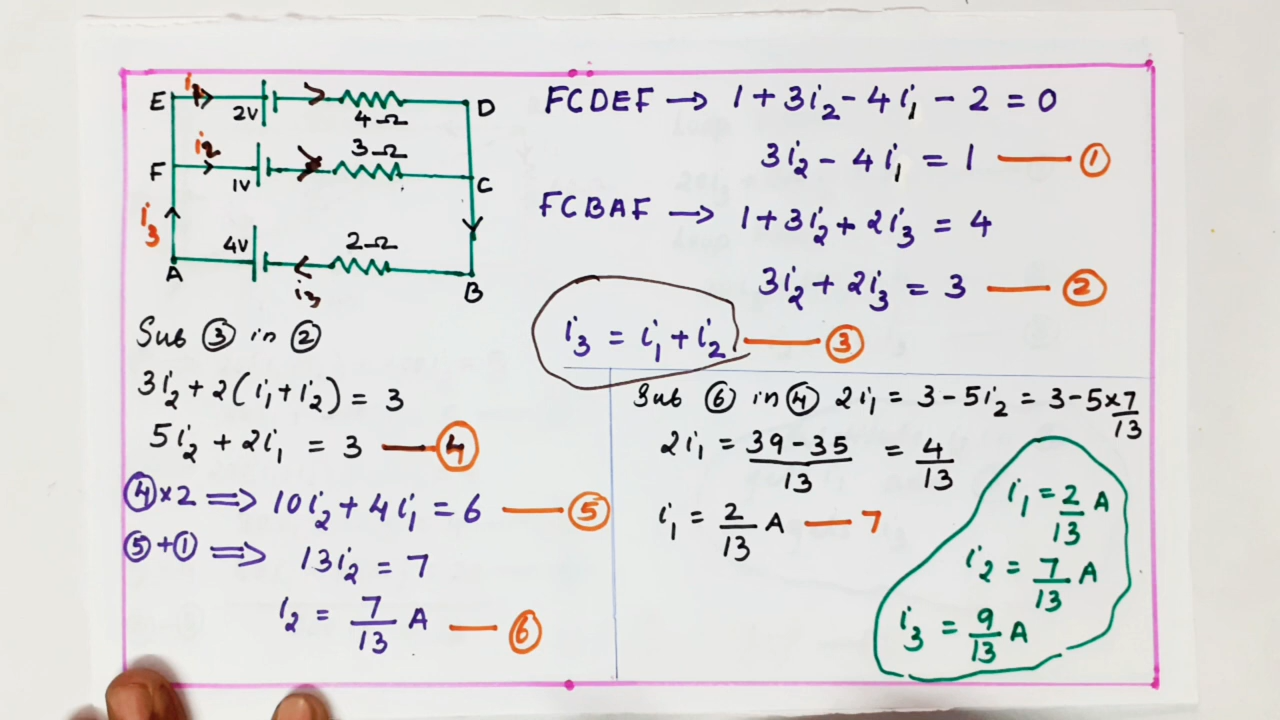 E i₁ 2V 4Ω D
F i₂ 1V 3Ω C
i₃
A 4V 2Ω i₃ B
FCDEF → 1 + 3i₂ - 4i₁ - 2 = 0
3i₂ - 4i₁ = 1 — ①
FCBAF → 1 + 3i₂ + 2i₃ = 4
3i₂ + 2i₃ = 3 — ②
i₃ = i₁ + i₂ — ③
Sub ③ in ②
3i₂ + 2(i₁ + i₂) = 3
5i₂ + 2i₁ = 3 — ④
④×2 ⇒ 10i₂ + 4i₁ = 6 — ⑤
⑤+① ⇒ 13i₂ = 7
i₂ = 7/13 A — ⑥
Sub ⑥ in ④ 2i₁ = 3 - 5i₂ = 3 - 5×7/13
2i₁ = 39-35/13 = 4/13
i₁ = 2/13 A — 7
i₁ = 2/13 A
i₂ = 7/13 A
i₃ = 9/13 A